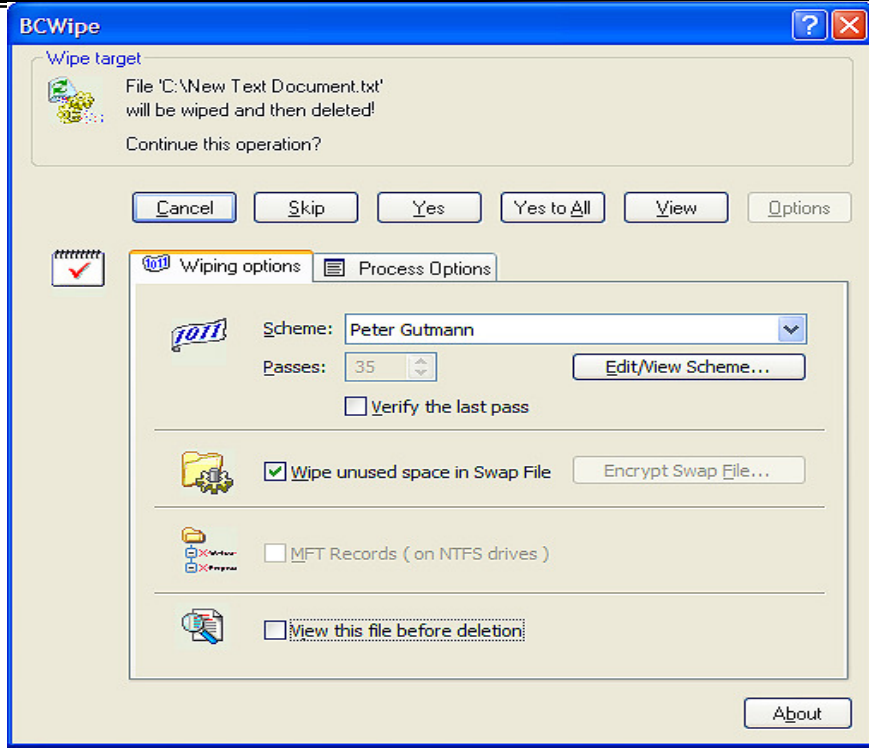 BCWipe
Wipe target
File 'C:\New Text Document.txt'
will be wiped and then deleted!
Continue this operation?
Cancel Skip Yes Yes to All View Options
1011 Wiping options Process Options
1011 Scheme: Peter Gutmann
Passes: 35 Edit/View Scheme...
Verify the last pass
Wipe unused space in Swap File Encrypt Swap File...
MFT Records ( on NTFS drives )
View this file before deletion
About